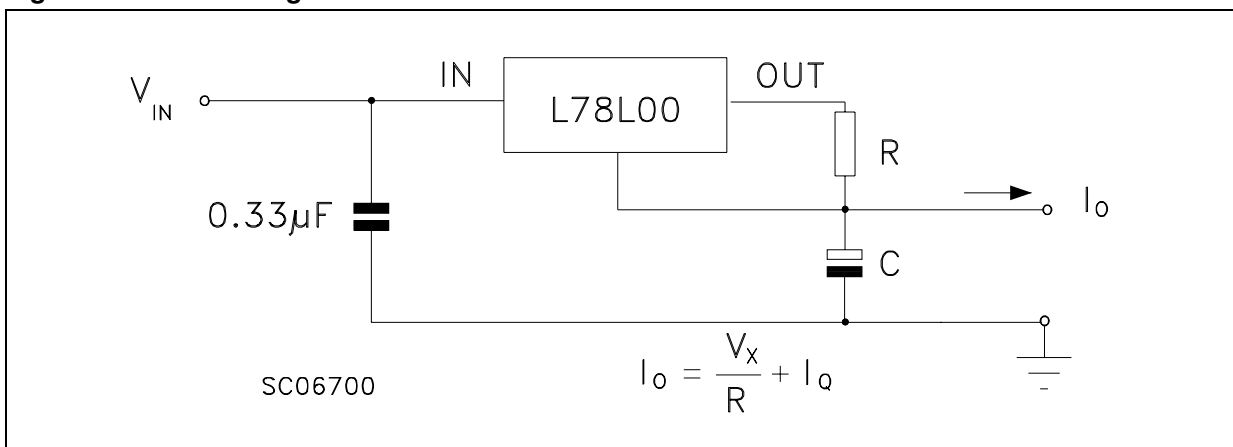 V_IN
IN
L78L00
OUT
R
0.33µF
I_O
C
I_O = V_X / R + I_Q
SC06700